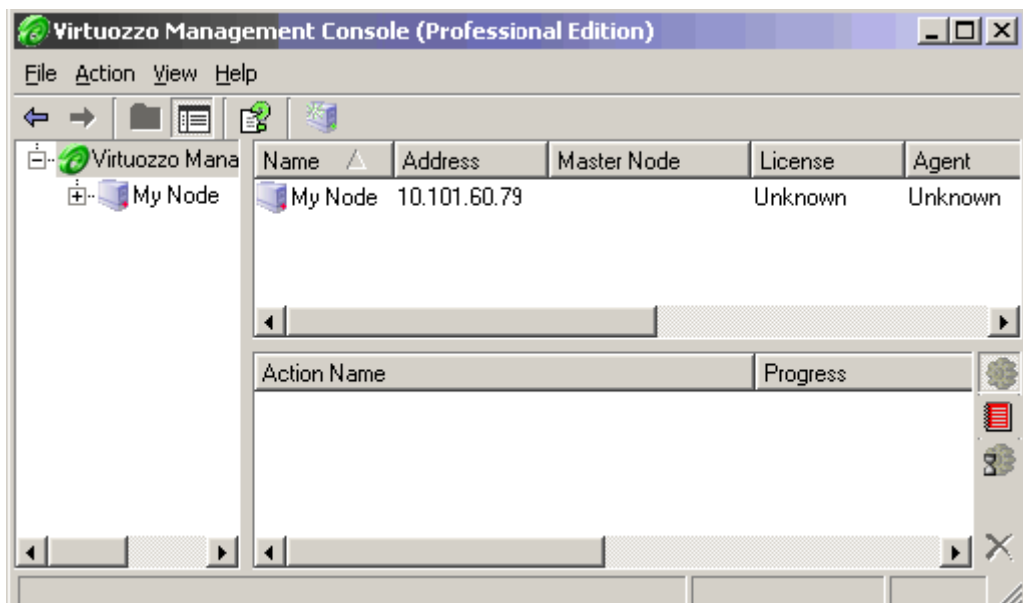 Virtuozzo Management Console (Professional Edition)
File Action View Help
Virtuozzo Mana
My Node
Name Address Master Node License Agent
My Node 10.101.60.79 Unknown Unknown
Action Name Progress